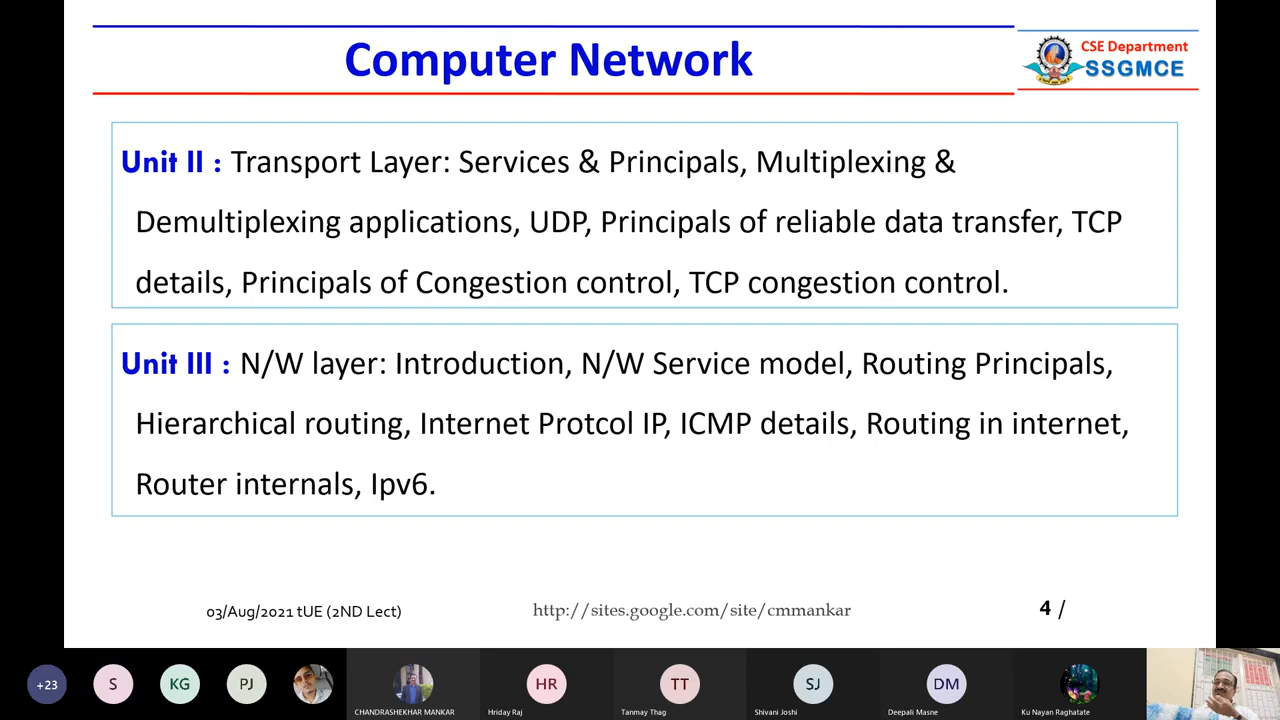 Computer Network
CSE Department
SSGMCE
Unit II : Transport Layer: Services & Principals, Multiplexing &
Demultiplexing applications, UDP, Principals of reliable data transfer, TCP
details, Principals of Congestion control, TCP congestion control.
Unit III : N/W layer: Introduction, N/W Service model, Routing Principals,
Hierarchical routing, Internet Protcol IP, ICMP details, Routing in internet,
Router internals, Ipv6.
03/Aug/2021 tUE (2ND Lect)
http://sites.google.com/site/cmmankar
4 /
+23
S
KG
PJ
HR
TT
SJ
DM
CHANDRASHEKHAR MANKAR
Hriday Raj
Tanmay Thag
Shivani Joshi
Deepali Masne
Ku Nayan Raghatate